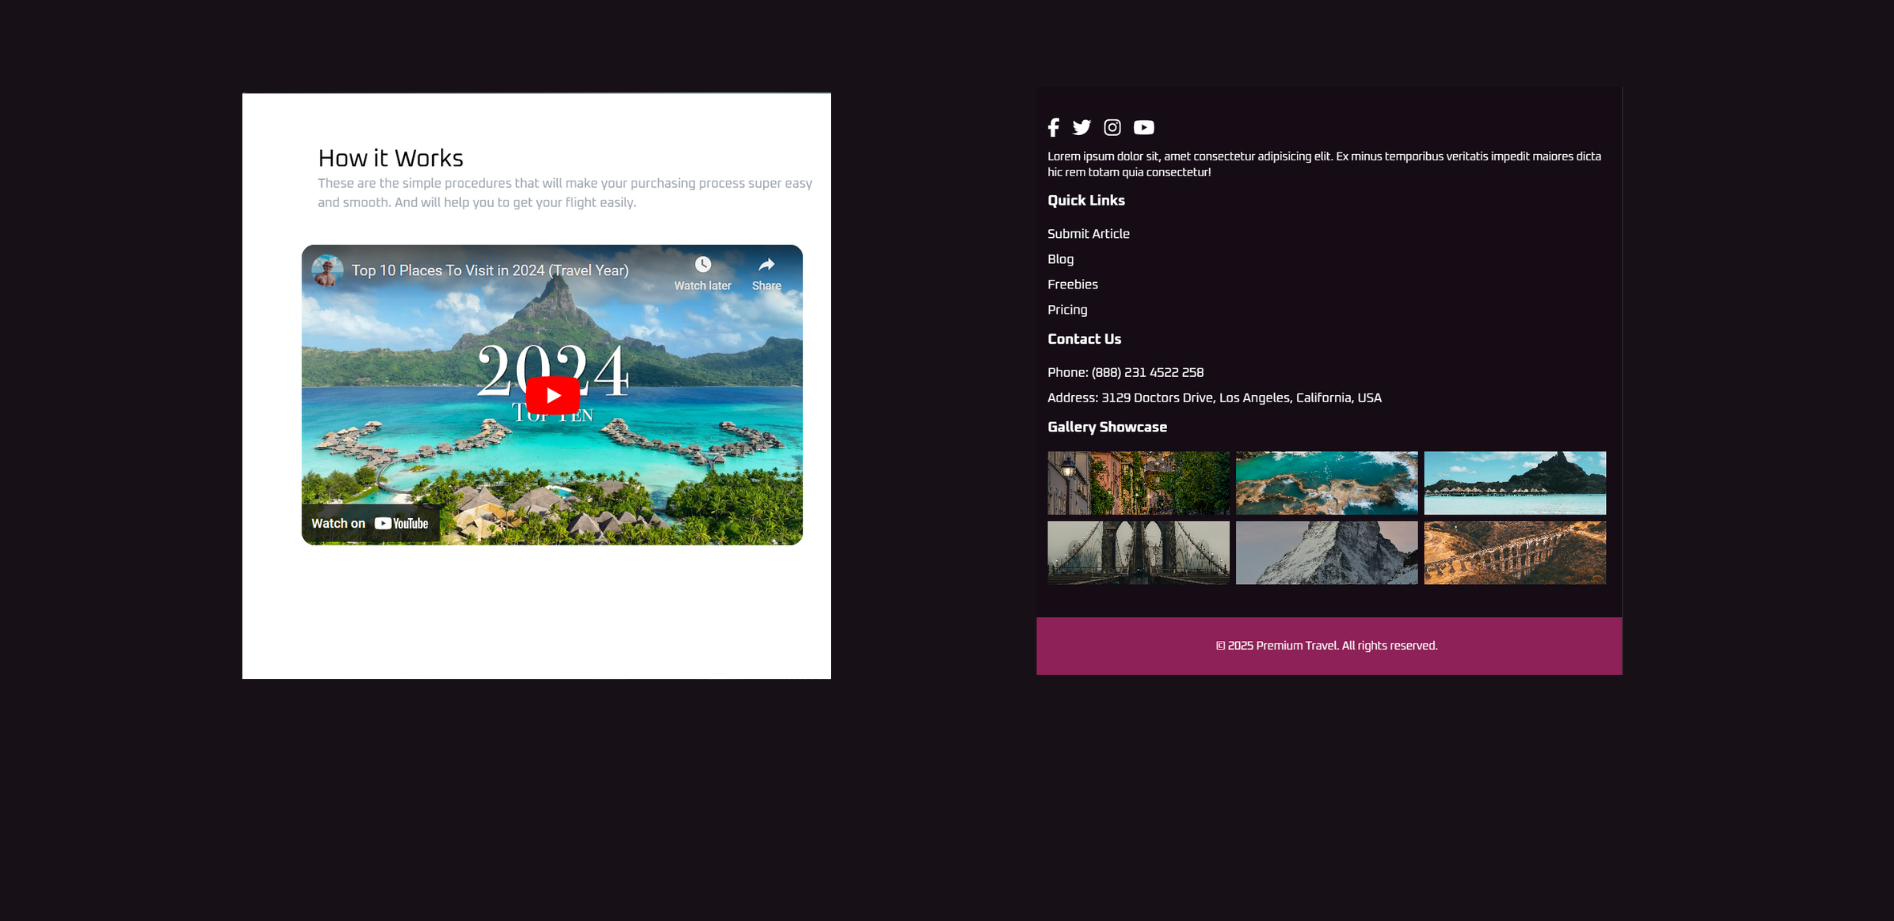 How it Works
These are the simple procedures that will make your purchasing process super easy
and smooth. And will help you to get your flight easily.
Top 10 Places To Visit in 2024 (Travel Year)
Watch later
Share
2024
TOP TEN
Watch on YouTube
Lorem ipsum dolor sit, amet consectetur adipisicing elit. Ex minus temporibus veritatis impedit maiores dicta
hic rem totam quia consectetur!
Quick Links
Submit Article
Blog
Freebies
Pricing
Contact Us
Phone: (888) 231 4522 258
Address: 3129 Doctors Drive, Los Angeles, California, USA
Gallery Showcase
© 2025 Premium Travel. All rights reserved.